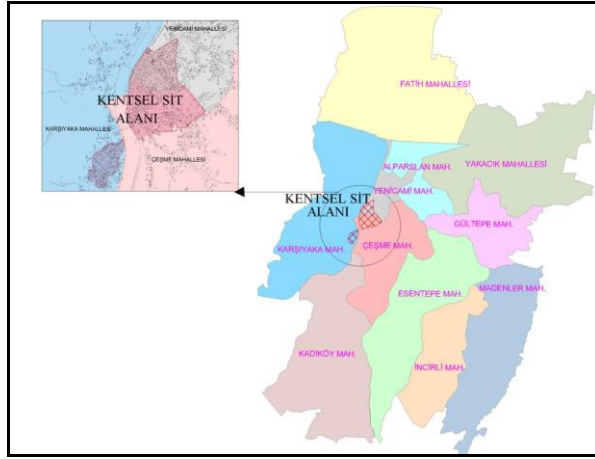 YENİCAMİ MAHALLESİ
KENTSEL SİT
ALANI
KARŞIYAKA MAHALLESİ
ÇEŞME MAHALLESİ
FATİH MAHALLESİ
ALPARSLAN MAH.
YAKACIK MAHALLESİ
YENİCAMİ MAH.
KENTSEL SİT
ALANI
GÜLTEPE MAH.
KARŞIYAKA MAH.
ÇEŞME MAH.
ESENTEPE MAH.
MADENLER MAH.
KADIKÖY MAH.
İNCİRLİ MAH.